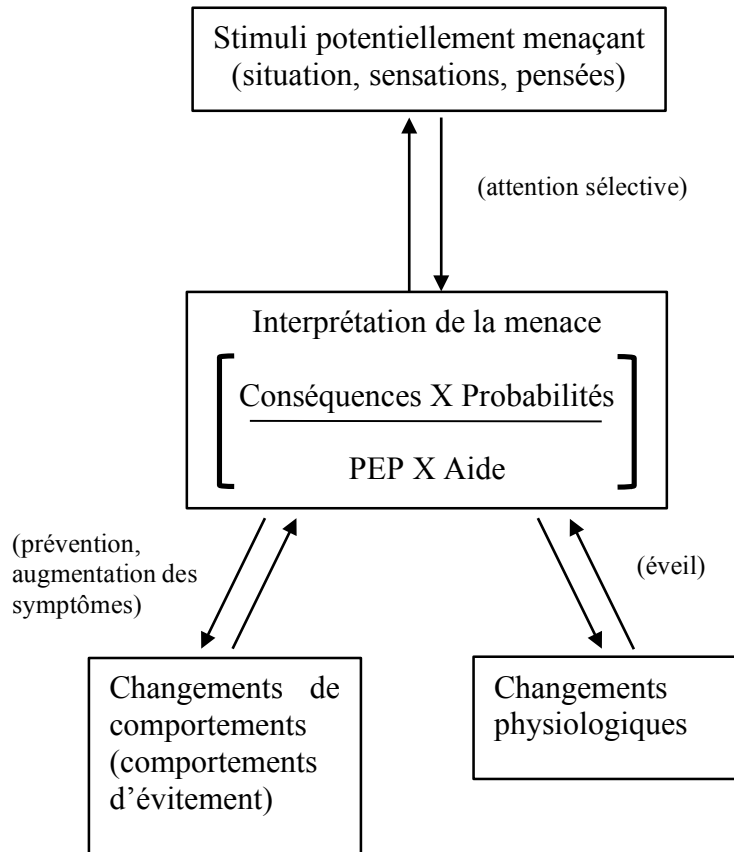 Stimuli potentiellement menaçant
(situation, sensations, pensées)
(attention sélective)
Interprétation de la menace
Conséquences X Probabilités
PEP X Aide
(prévention,
augmentation des
symptômes)
(éveil)
Changements de
comportements
(comportements
d’évitement)
Changements
physiologiques